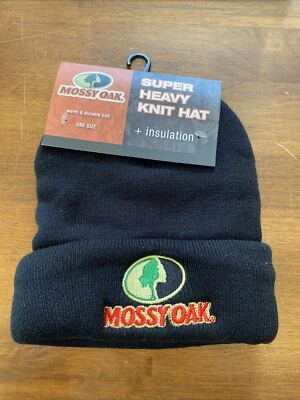 MOSSY OAK.
warm & durable knit
ONE SIZE
SUPER
HEAVY
KNIT HAT
+ insulation
MOSSY OAK.